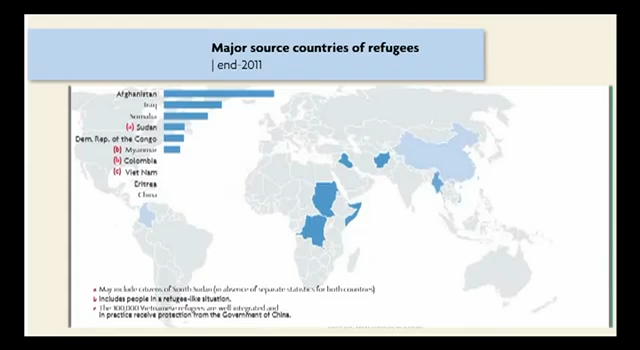 Major source countries of refugees
| end-2011
Afghanistan
Iraq
Somalia
(a) Sudan
Dem. Rep. of the Congo
(b) Myanmar
(b) Colombia
(c) Viet Nam
Eritrea
China
a May include citizens of South Sudan (in absence of separate statistics for both countries)
b Includes people in a refugee-like situation.
c The 300,000 Vietnamese refugees are well integrated and
in practice receive protection from the Government of China.